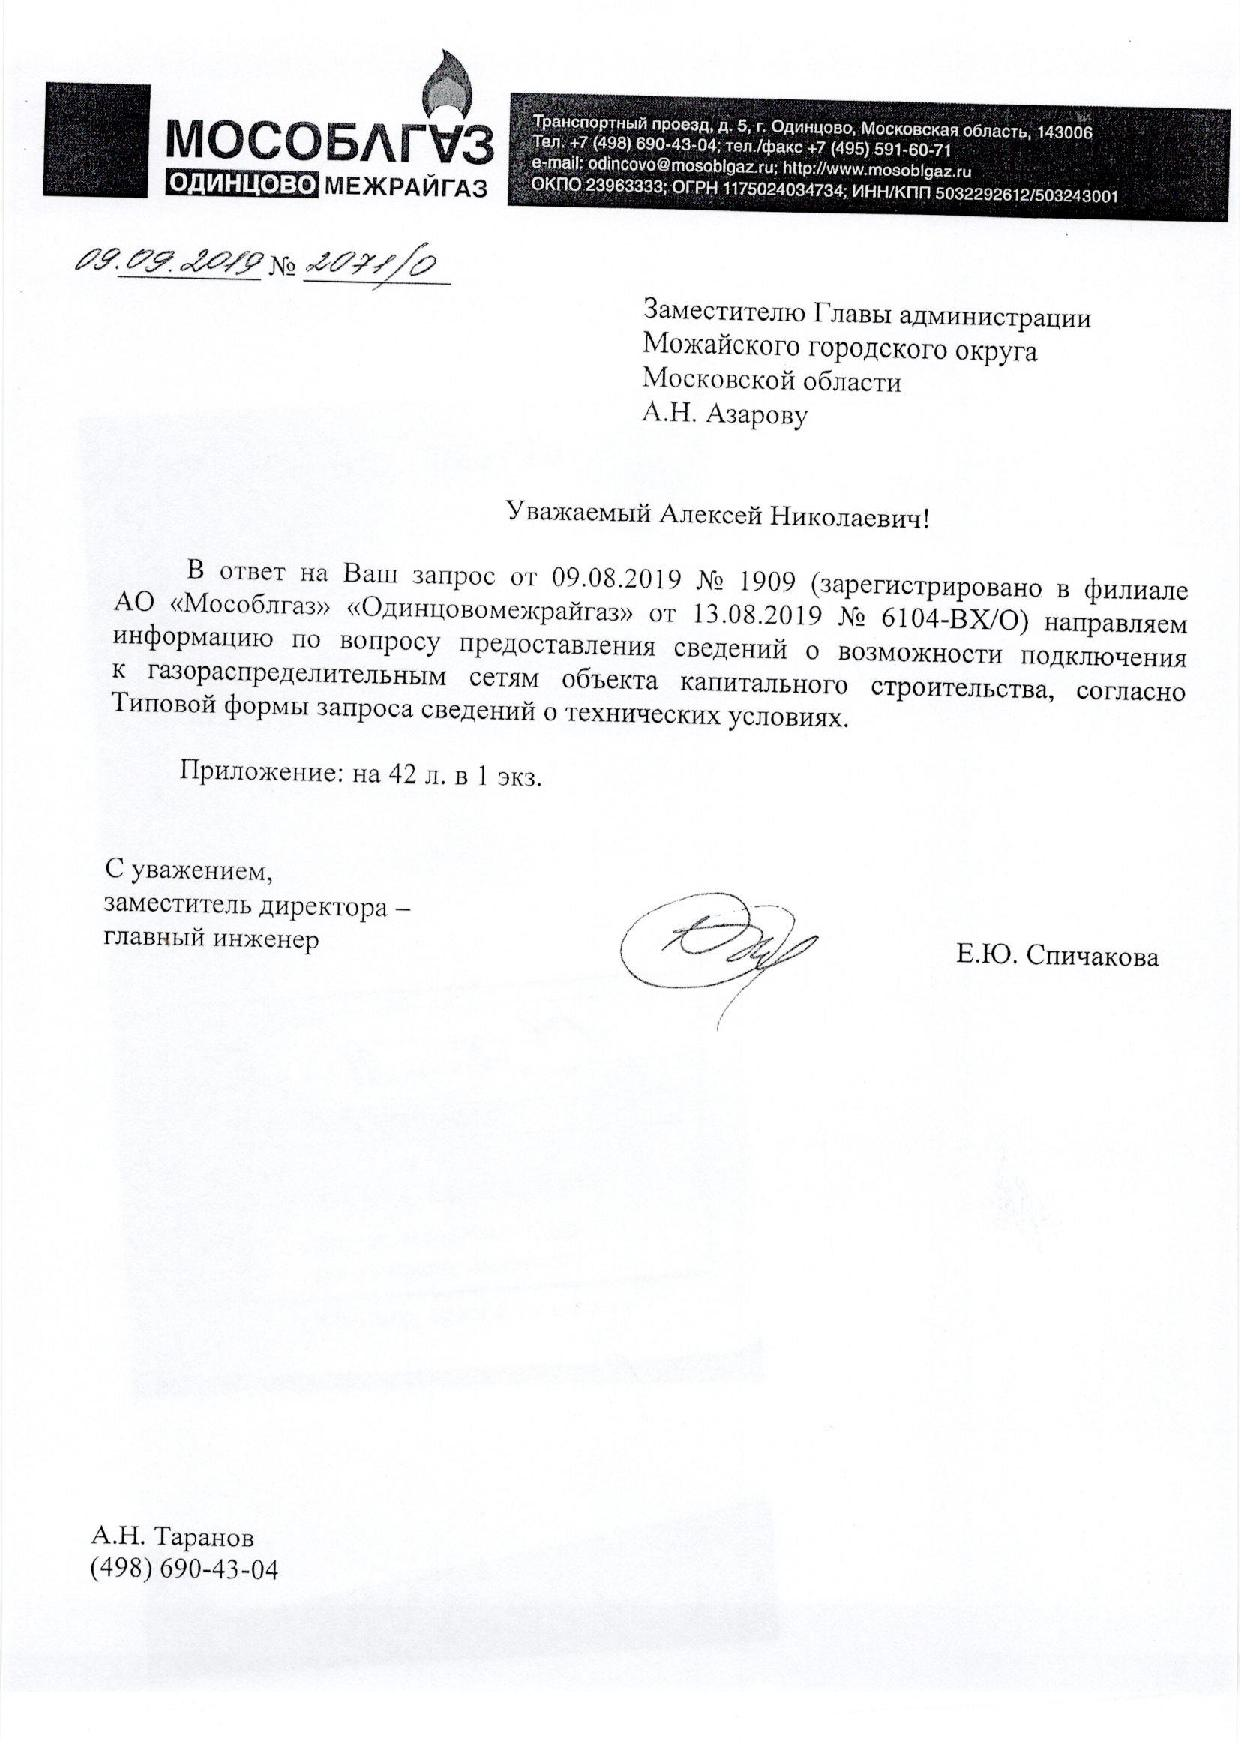 МОСОБЛГАЗ
ОДИНЦОВО МЕЖРАЙГАЗ
Транспортный проезд, д. 5, г. Одинцово, Московская область, 143006
Тел. +7 (498) 690-43-04; тел./факс +7 (495) 591-60-71
e-mail: odincovo@mosoblgaz.ru; http://www.mosoblgaz.ru
ОКПО 23963333; ОГРН 1175024034734; ИНН/КПП 5032292612/503243001
09.09.2019 № 2071/О
Заместителю Главы администрации
Можайского городского округа
Московской области
А.Н. Азарову
Уважаемый Алексей Николаевич!
В ответ на Ваш запрос от 09.08.2019 № 1909 (зарегистрировано в филиале
АО «Мособлгаз» «Одинцовомежрайгаз» от 13.08.2019 № 6104-ВХ/О) направляем
информацию по вопросу предоставления сведений о возможности подключения
к газораспределительным сетям объекта капитального строительства, согласно
Типовой формы запроса сведений о технических условиях.
Приложение: на 42 л. в 1 экз.
С уважением,
заместитель директора –
главный инженер
Е.Ю. Спичакова
А.Н. Таранов
(498) 690-43-04